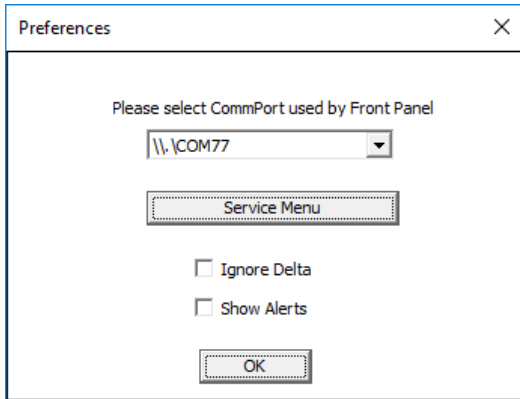 Preferences
Please select CommPort used by Front Panel
\\.\COM77
Service Menu
Ignore Delta
Show Alerts
OK